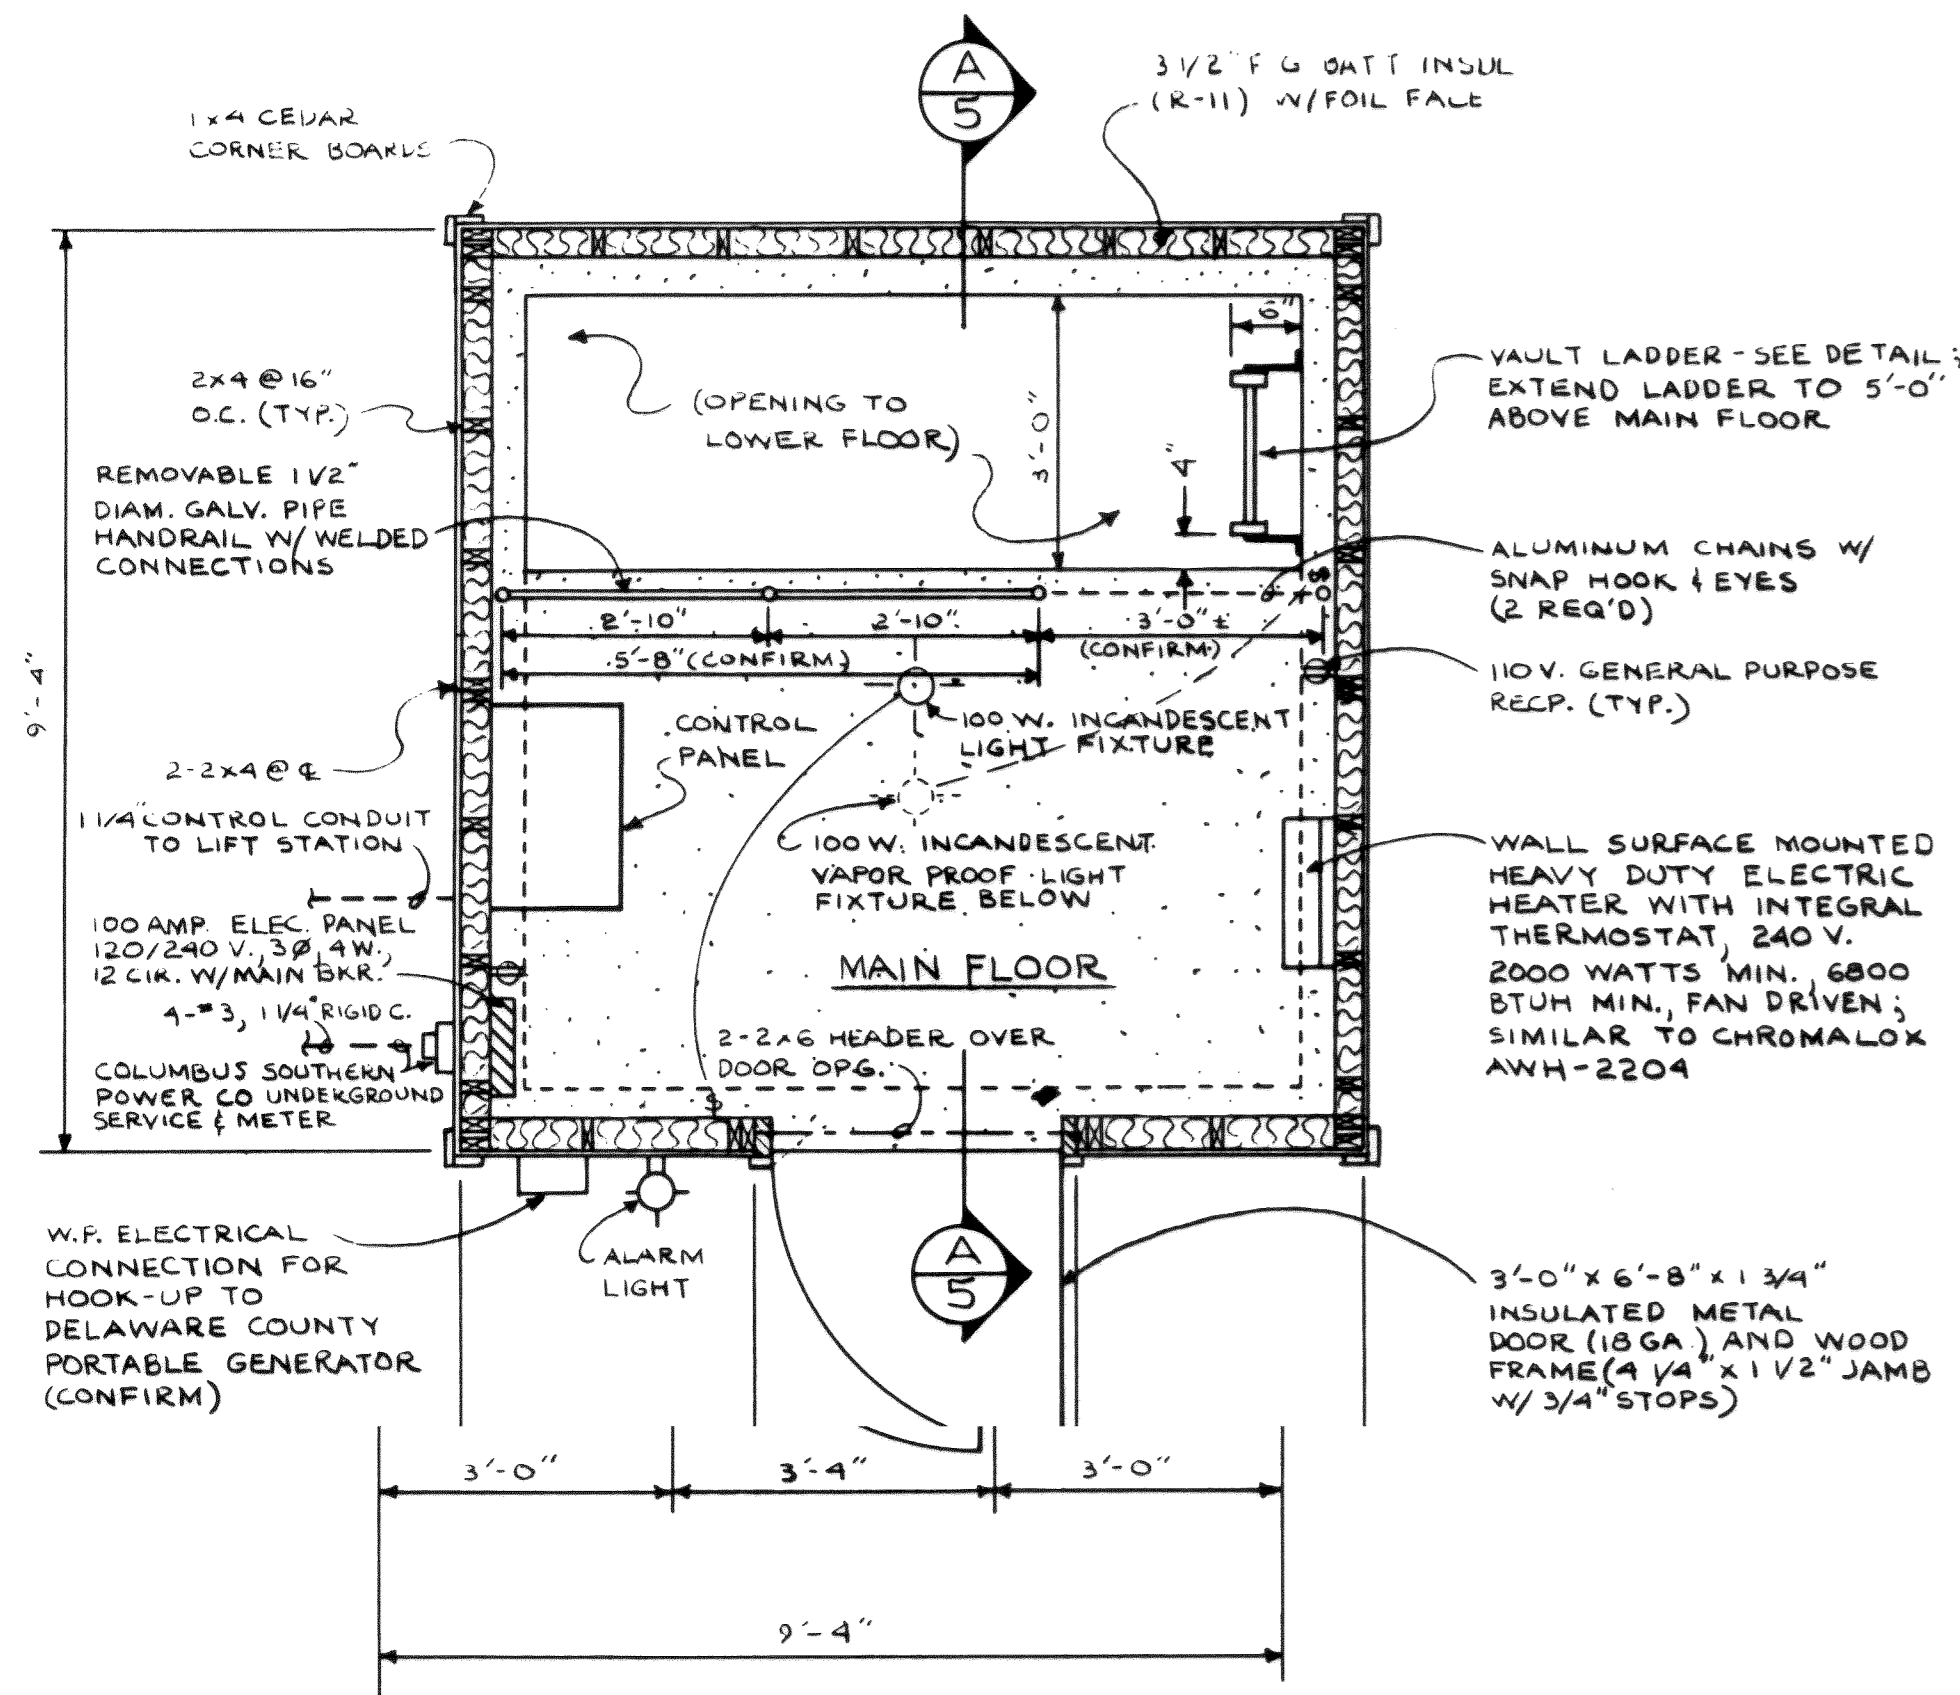 A
5
3 1/2" F G BATT INSUL
(R-11) W/FOIL FACE
1x4 CEDAR
CORNER BOARDS
9'-4"
2x4 @ 16"
O.C. (TYP.)
REMOVABLE 1 1/2"
DIAM. GALV. PIPE
HANDRAIL W/ WELDED
CONNECTIONS
2-2x4 @ ℄
1 1/4" CONTROL CONDUIT
TO LIFT STATION
100 AMP. ELEC. PANEL
120/240 V., 3Ø, 4W.,
12 CIR. W/MAIN BKR.
4-#3, 1 1/4" RIGID C.
COLUMBUS SOUTHERN
POWER CO UNDERGROUND
SERVICE & METER
W.P. ELECTRICAL
CONNECTION FOR
HOOK-UP TO
DELAWARE COUNTY
PORTABLE GENERATOR
(CONFIRM)
(OPENING TO
LOWER FLOOR)
3'-0"
6"
4"
2'-10"
2'-10"
3'-0" ±
(CONFIRM)
5'-8" (CONFIRM)
CONTROL
PANEL
100 W. INCANDESCENT
LIGHT FIXTURE
100 W. INCANDESCENT
VAPOR PROOF LIGHT
FIXTURE BELOW
MAIN FLOOR
2-2x6 HEADER OVER
DOOR OPG.
$
$
ALARM
LIGHT
A
5
VAULT LADDER - SEE DETAIL;
EXTEND LADDER TO 5'-0"
ABOVE MAIN FLOOR
ALUMINUM CHAINS W/
SNAP HOOK & EYES
(2 REQ'D)
110 V. GENERAL PURPOSE
RECP. (TYP.)
WALL SURFACE MOUNTED
HEAVY DUTY ELECTRIC
HEATER WITH INTEGRAL
THERMOSTAT, 240 V.
2000 WATTS MIN., 6800
BTUH MIN., FAN DRIVEN;
SIMILAR TO CHROMALOX
AWH-2204
3'-0" x 6'-8" x 1 3/4"
INSULATED METAL
DOOR (18 GA.) AND WOOD
FRAME (4 1/4" x 1 1/2" JAMB
W/ 3/4" STOPS)
3'-0"
3'-4"
3'-0"
9'-4"